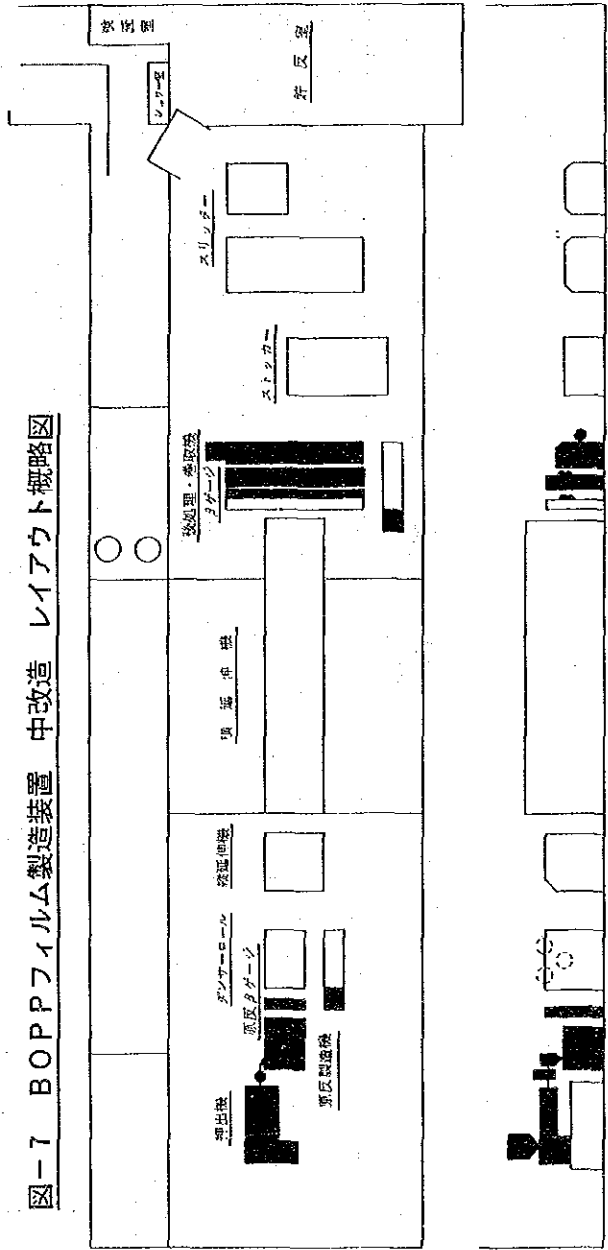 図－7 BOPPフィルム製造装置 中改造 レイアウト概略図
押出機
原反製造機
原反βゲージ
ダンサーロール
縦延伸機
横延伸機
後処理・巻取機
βゲージ
ストッカー
スリッター
シャワー室
放送室